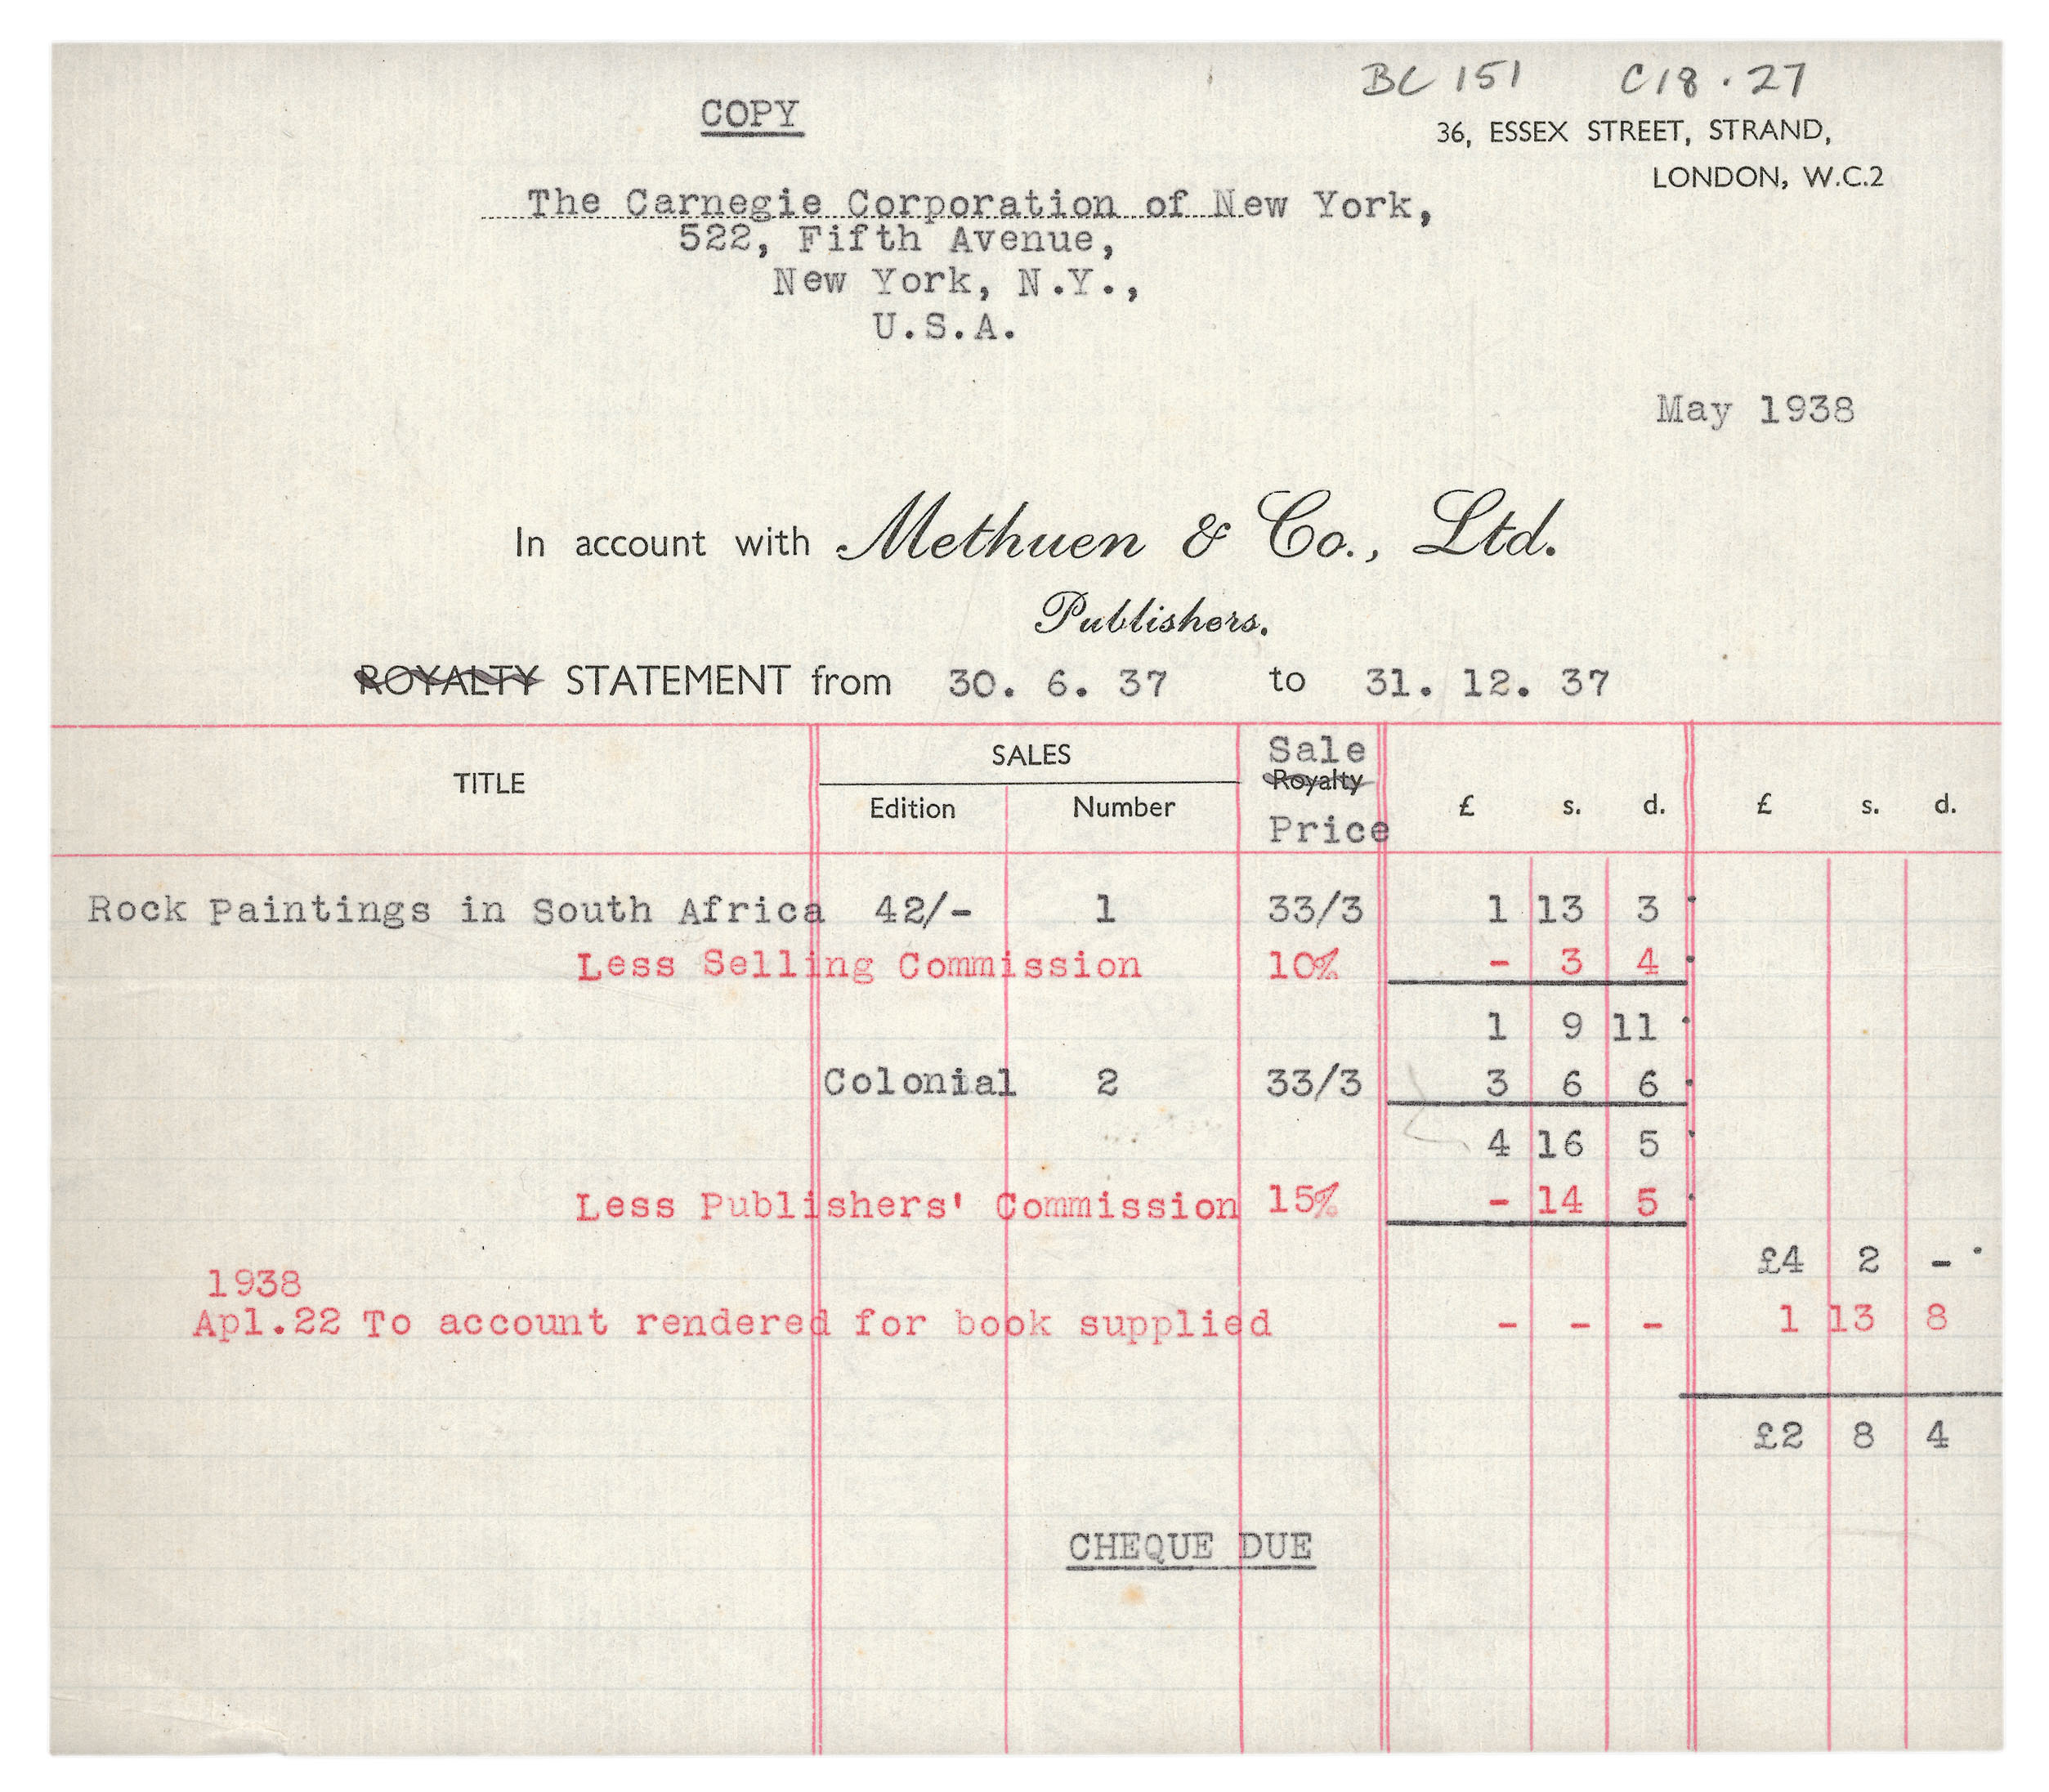 BC 151 C18.27
COPY
36, ESSEX STREET, STRAND,
LONDON, W.C.2
The Carnegie Corporation of New York,
522, Fifth Avenue,
New York, N.Y.,
U.S.A.
May 1938
In account with Methuen & Co., Ltd.
Publishers.
ROYALTY STATEMENT from 30. 6. 37 to 31. 12. 37
TITLE SALES Sale Royalty Price £ s. d. £ s. d.
Edition Number
Rock Paintings in South Africa 42/- 1 33/3 1 13 3
Less Selling Commission 10% - 3 4
1 9 11
Colonial 2 33/3 3 6 6
4 16 5
Less Publishers' Commission 15% - 14 5
£4 2 -
1938
Apl.22 To account rendered for book supplied - - - 1 13 8
£2 8 4
CHEQUE DUE